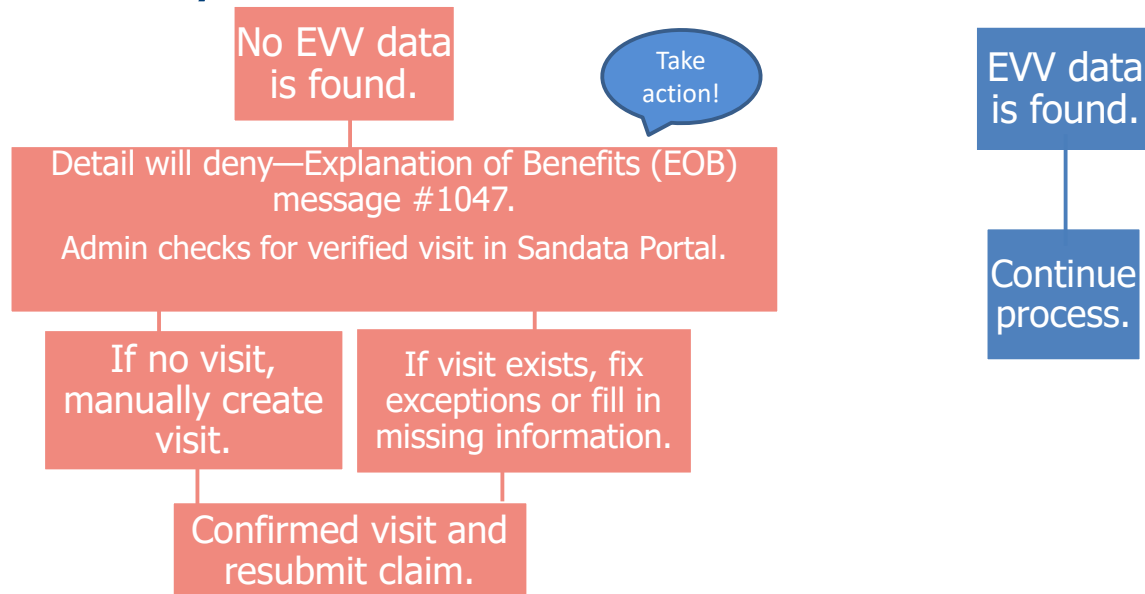 No EVV data
is found.
Take
action!
EVV data
is found.
Detail will deny—Explanation of Benefits (EOB)
message #1047.
Admin checks for verified visit in Sandata Portal.
Continue
process.
If no visit,
manually create
visit.
If visit exists, fix
exceptions or fill in
missing information.
Confirmed visit and
resubmit claim.